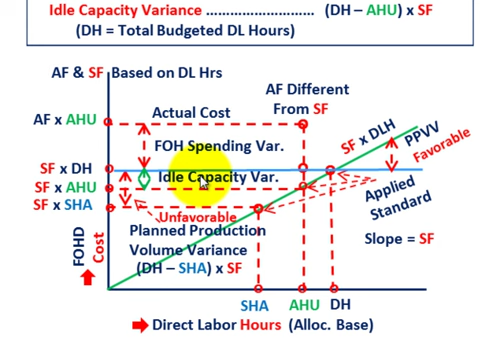 Idle Capacity Variance ............................ (DH – AHU) x SF
(DH = Total Budgeted DL Hours)
AF & SF Based on DL Hrs
AF Different
From SF
AF x AHU
Actual Cost
FOH Spending Var.
SF x DLH
PPVV
Favorable
SF x DH
Idle Capacity Var.
SF x AHU
SF x SHA
Applied
Standard
Unfavorable
Planned Production
Volume Variance
(DH – SHA) x SF
Slope = SF
FOHD
Cost
SHA
AHU
DH
Direct Labor Hours (Alloc. Base)